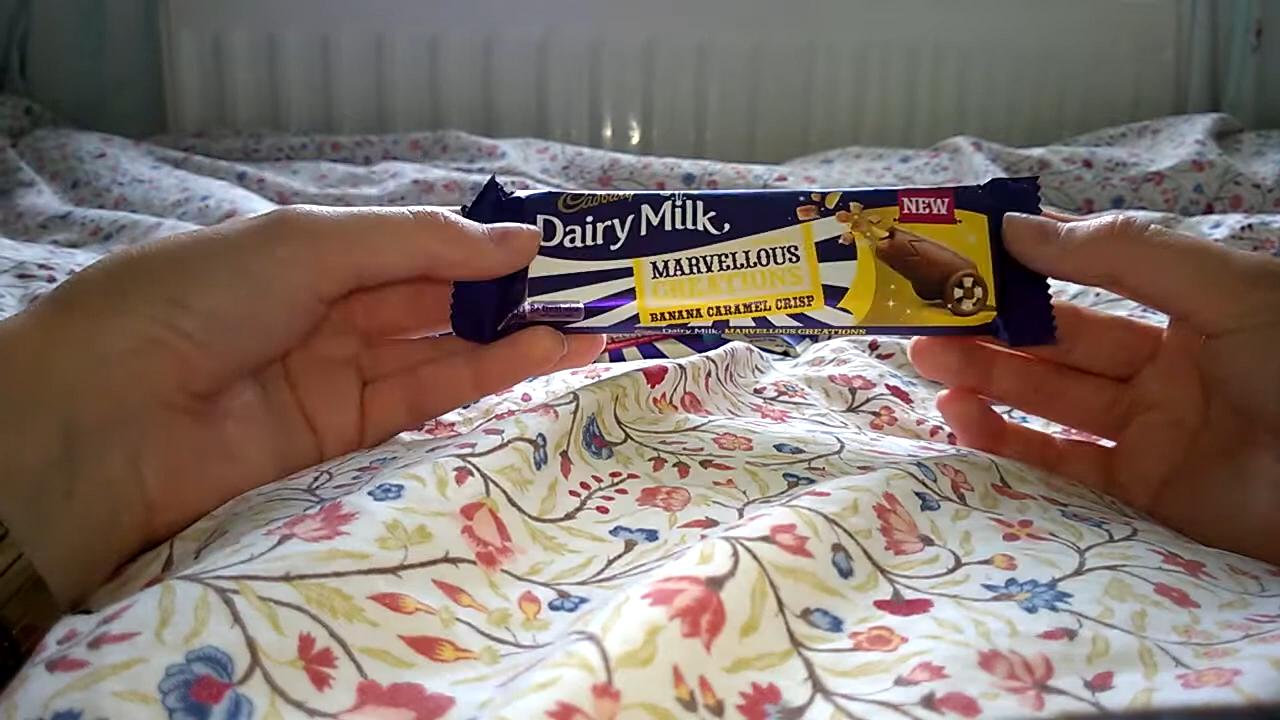 Cadbury
Dairy Milk
NEW
MARVELLOUS
CREATIONS
BANANA CARAMEL CRISP
Dairy Milk MARVELLOUS CREATIONS